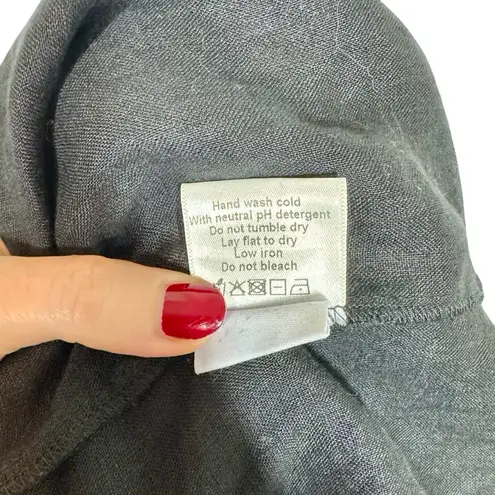 Hand wash cold
With neutral pH detergent
Do not tumble dry
Lay flat to dry
Low iron
Do not bleach